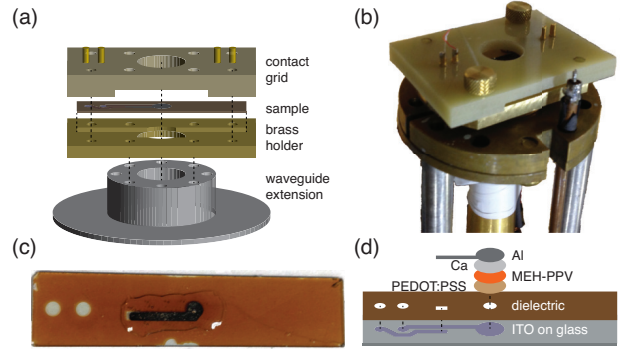 (a)
contact
grid
sample
brass
holder
waveguide
extension
(b)
(c)
(d)
Al
Ca
MEH-PPV
PEDOT:PSS
dielectric
ITO on glass